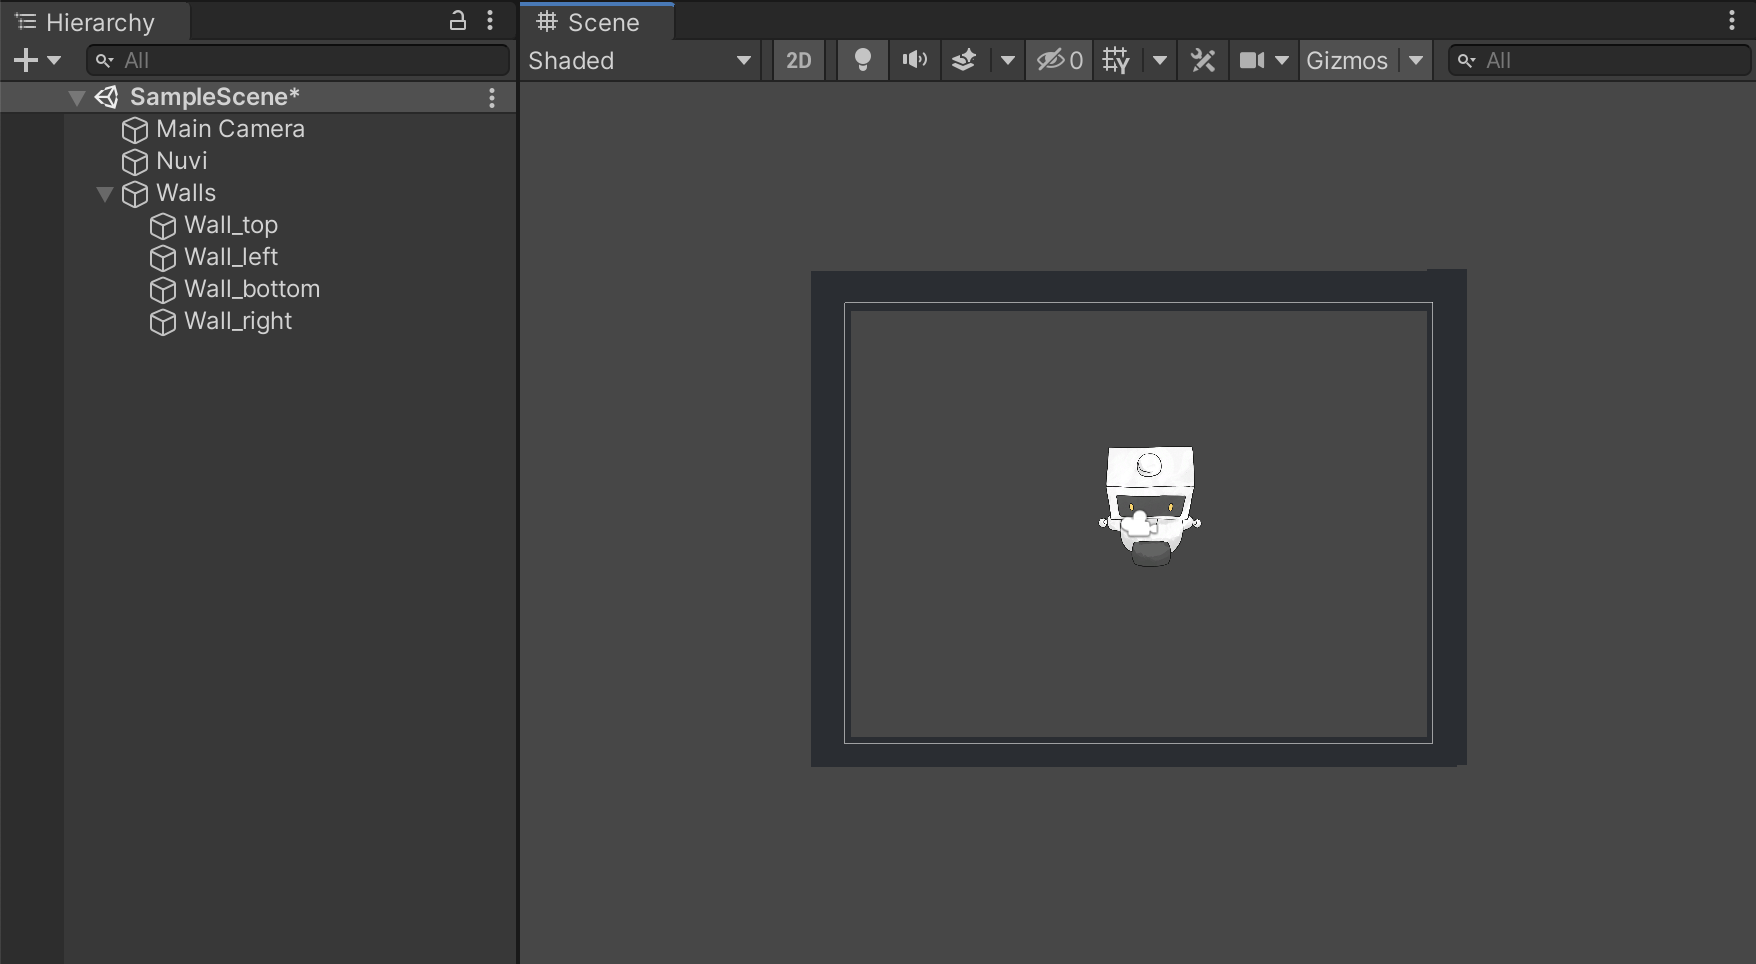 Hierarchy
All
SampleScene*
Main Camera
Nuvi
Walls
Wall_top
Wall_left
Wall_bottom
Wall_right
Scene
Shaded 2D 0 Gizmos All